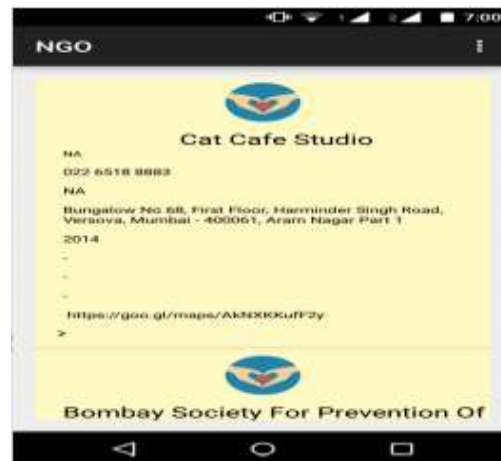 7:00
NGO
Cat Cafe Studio
NA
022 6518 8883
NA
Bungalow No 68, First Floor, Harminder Singh Road,
Versova, Mumbai - 400061, Aram Nagar Part 1
2014
-
-
-
https://goo.gl/maps/AkNXKKufF2y
>
Bombay Society For Prevention Of